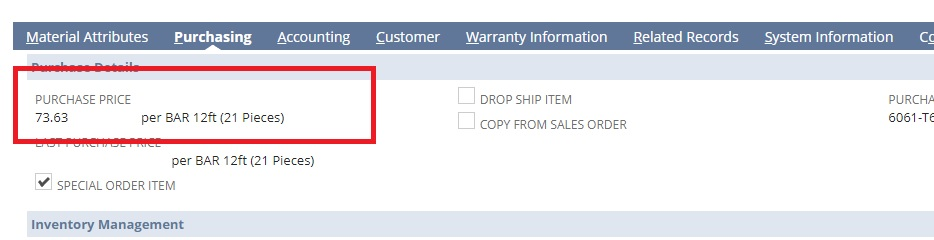 Material Attributes Purchasing Accounting Customer Warranty Information Related Records System Information
Purchase Details
PURCHASE PRICE
73.63 per BAR 12ft (21 Pieces)
LAST PURCHASE PRICE
per BAR 12ft (21 Pieces)
SPECIAL ORDER ITEM
DROP SHIP ITEM
COPY FROM SALES ORDER
PURCHA
6061-T6
Inventory Management